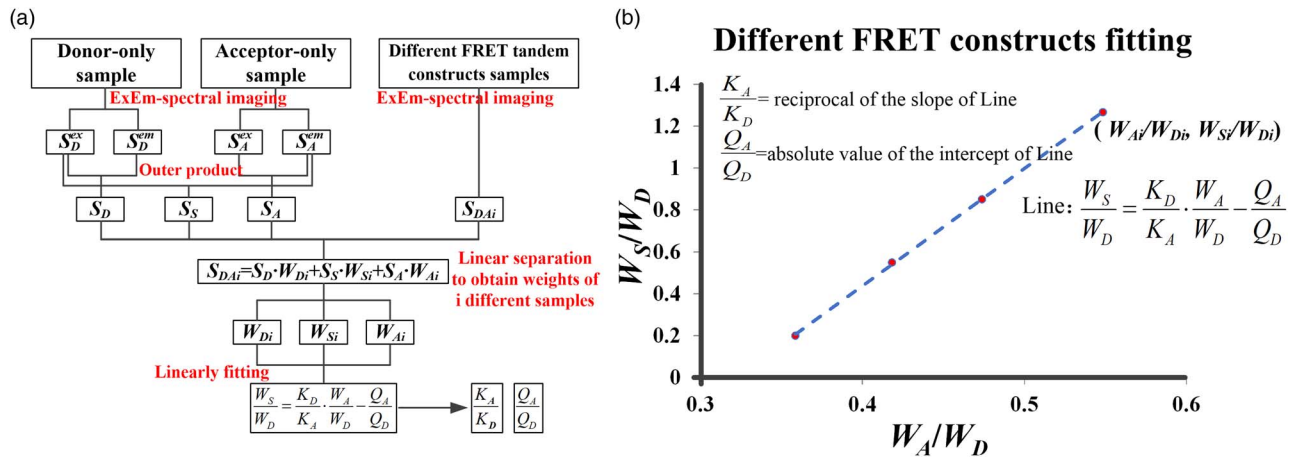 (a)
Donor-only
sample
Acceptor-only
sample
Different FRET tandem
constructs samples
ExEm-spectral imaging
ExEm-spectral imaging
S_D^ex
S_D^em
S_A^ex
S_A^em
Outer product
S_D
S_S
S_A
S_DAi
S_DAi=S_D·W_Di+S_S·W_Si+S_A·W_Ai
Linear separation
to obtain weights of
i different samples
W_Di
W_Si
W_Ai
Linearly fitting
W_S/W_D = K_D/K_A · W_A/W_D − Q_A/Q_D
K_A/K_D
Q_A/Q_D
(b)
Different FRET constructs fitting
K_A/K_D = reciprocal of the slope of Line
Q_A/Q_D =absolute value of the intercept of Line
(W_Ai/W_Di, W_Si/W_Di)
Line: W_S/W_D = K_D/K_A · W_A/W_D − Q_A/Q_D
W_S/W_D
1.4
1.2
1
0.8
0.6
0.4
0.2
0
0.3
0.4
0.5
0.6
W_A/W_D